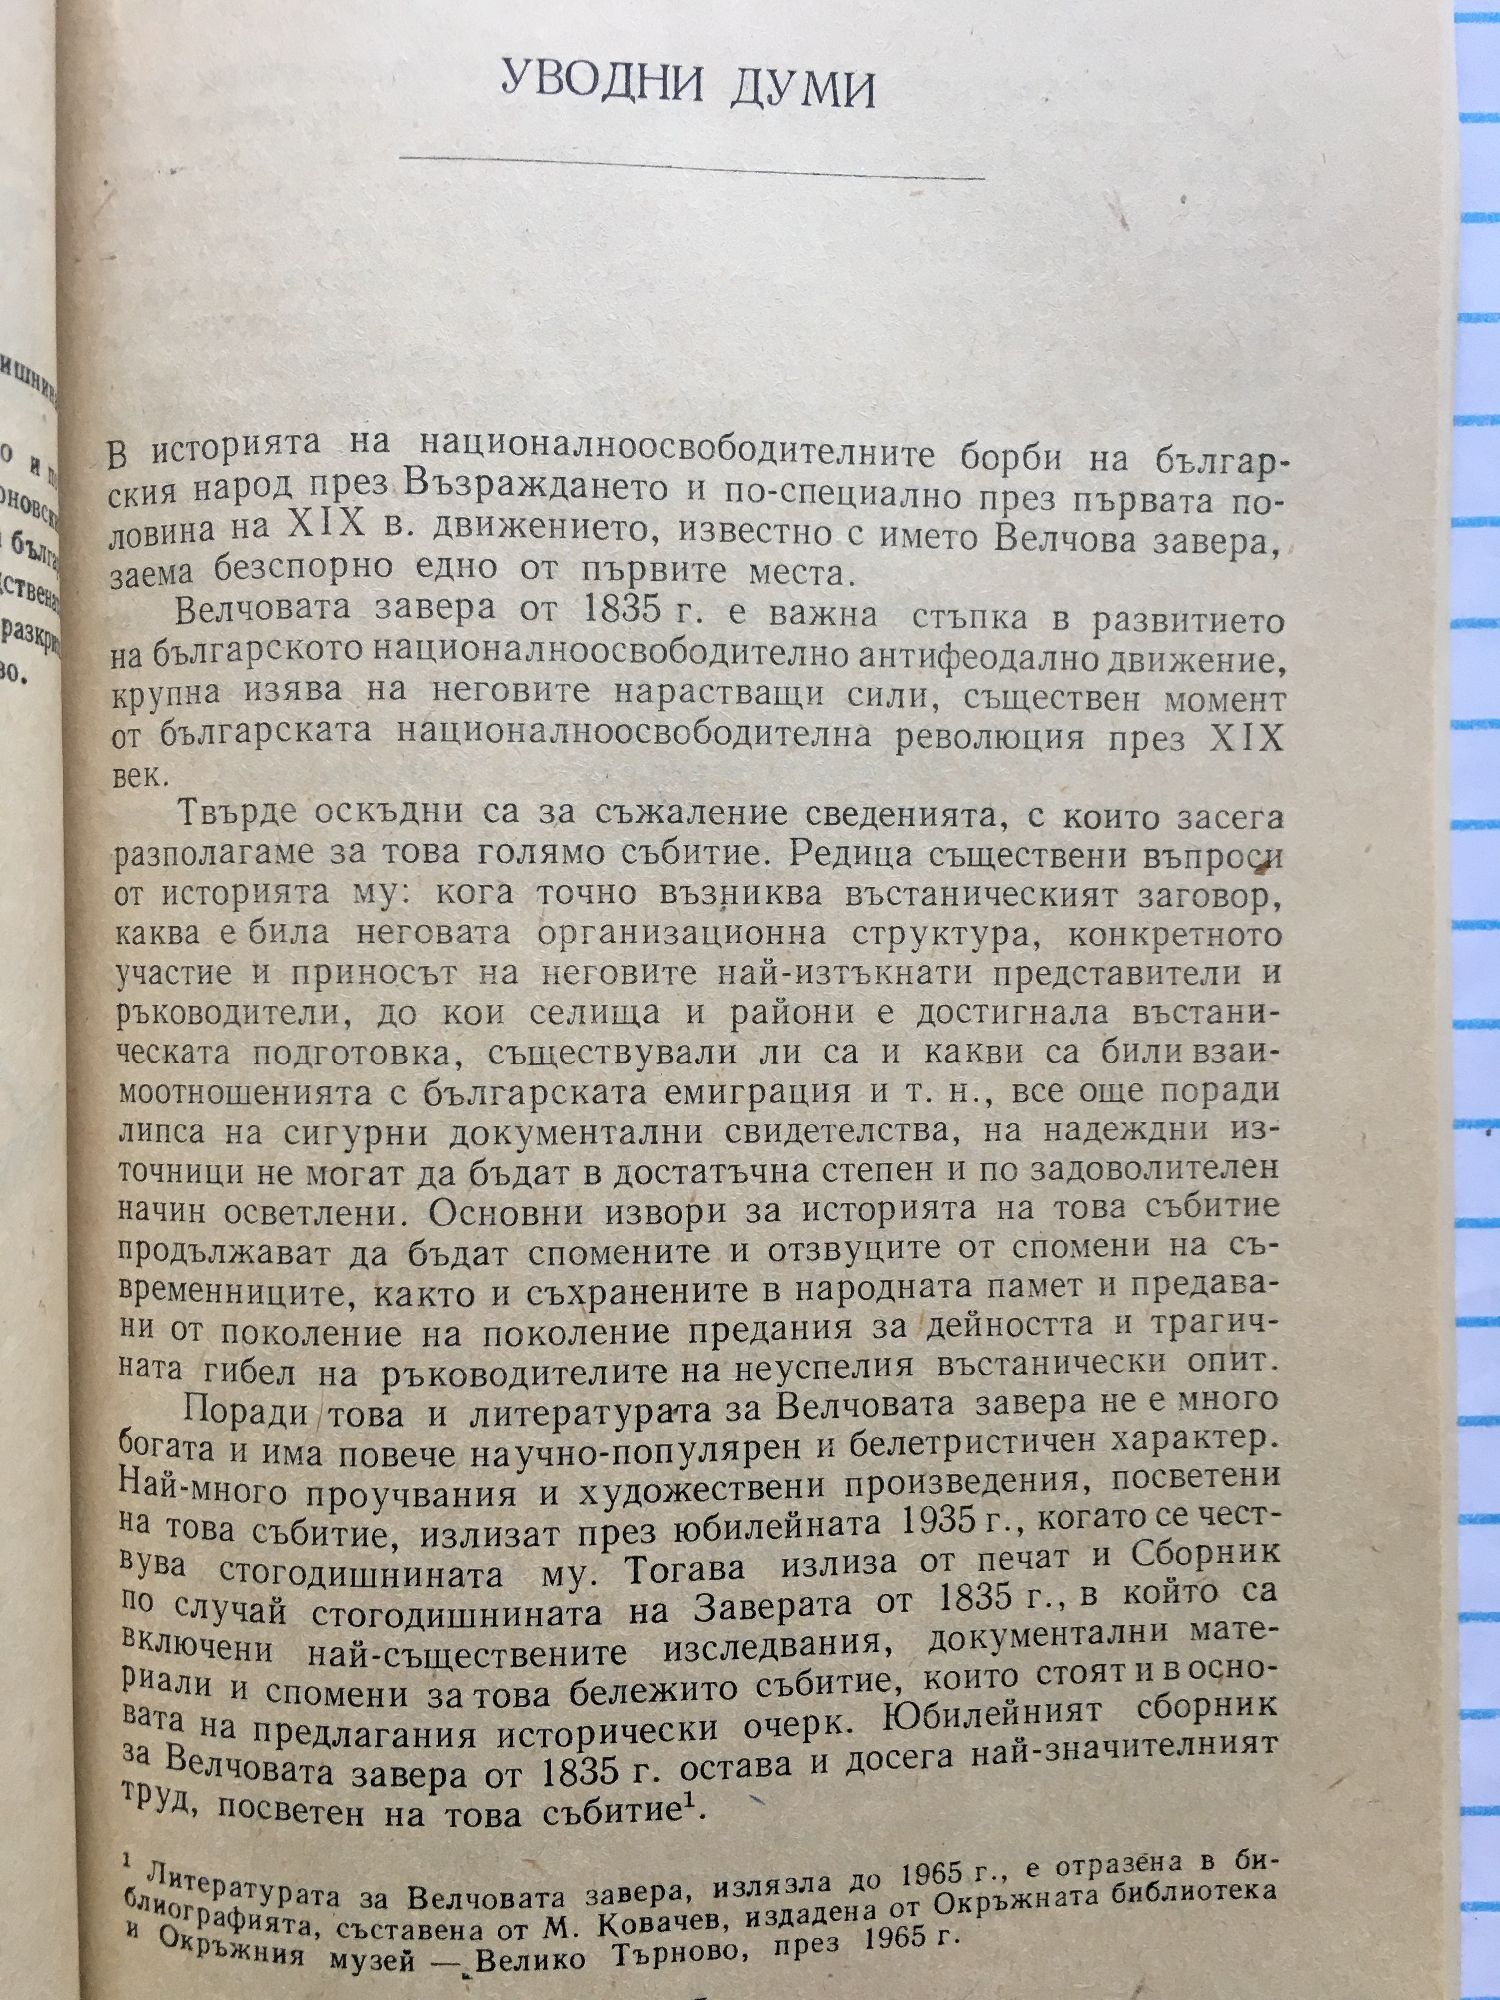 УВОДНИ ДУМИ
В историята на националноосвободителните борби на българ-
ския народ през Възраждането и по-специално през първата по-
ловина на XIX в. движението, известно с името Велчова завера,
заема безспорно едно от първите места.
Велчовата завера от 1835 г. е важна стъпка в развитието
на българското националноосвободително антифеодално движение,
крупна изява на неговите нарастващи сили, съществен момент
от българската националноосвободителна революция през XIX
век.
Твърде оскъдни са за съжаление сведенията, с които засега
разполагаме за това голямо събитие. Редица съществени въпроси
от историята му: кога точно възниква въстаническият заговор,
каква е била неговата организационна структура, конкретното
участие и приносът на неговите най-изтъкнати представители и
ръководители, до кои селища и райони е достигнала въстани-
ческата подготовка, съществували ли са и какви са били взаи-
моотношенията с българската емиграция и т. н., все още поради
липса на сигурни документални свидетелства, на надеждни из-
точници не могат да бъдат в достатъчна степен и по задоволителен
начин осветлени. Основни извори за историята на това събитие
продължават да бъдат спомените и отзвуците от спомени на съ-
временниците, както и съхранените в народната памет и предава-
ни от поколение на поколение предания за дейността и трагич-
ната гибел на ръководителите на неуспелия въстанически опит.
Поради това и литературата за Велчовата завера не е много
богата и има повече научно-популярен и белетристичен характер.
Най-много проучвания и художествени произведения, посветени
на това събитие, излизат през юбилейната 1935 г., когато се чест-
вува стогодишнината му. Тогава излиза от печат и Сборник
по случай стогодишнината на Заверата от 1835 г., в който са
включени най-съществените изследвания, документални мате-
риали и спомени за това бележито събитие, които стоят и в осно-
вата на предлагания исторически очерк. Юбилейният сборник
за Велчовата завера от 1835 г. остава и досега най-значителният
труд, посветен на това събитие¹.
¹ Литературата за Велчовата завера, излязла до 1965 г., е отразена в би-
блиографията, съставена от М. Ковачев, издадена от Окръжната библиотека
и Окръжния музей — Велико Търново, през 1965 г.